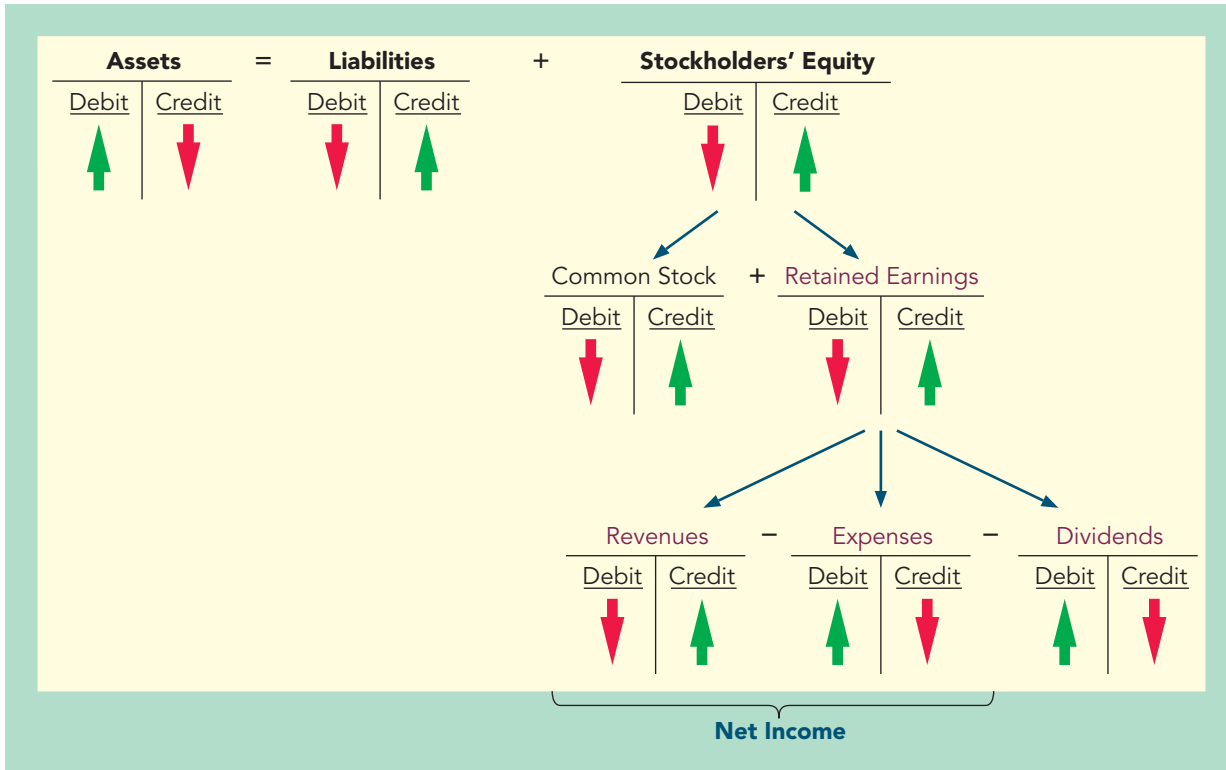 Assets = Liabilities + Stockholders' Equity
Debit Credit Debit Credit Debit Credit
Common Stock + Retained Earnings
Debit Credit Debit Credit
Revenues – Expenses – Dividends
Debit Credit Debit Credit Debit Credit
Net Income